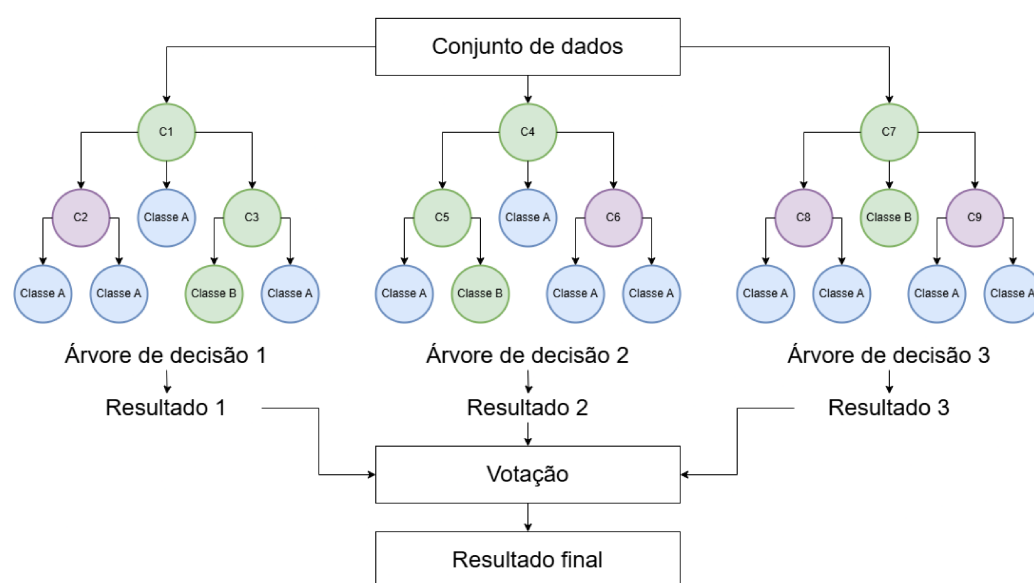 Conjunto de dados
C1
C4
C7
C2
Classe A
C3
C5
Classe A
C6
C8
Classe B
C9
Classe A
Classe A
Classe B
Classe A
Classe A
Classe B
Classe A
Classe A
Classe A
Classe A
Classe A
Classe A
Árvore de decisão 1
Árvore de decisão 2
Árvore de decisão 3
Resultado 1
Resultado 2
Resultado 3
Votação
Resultado final